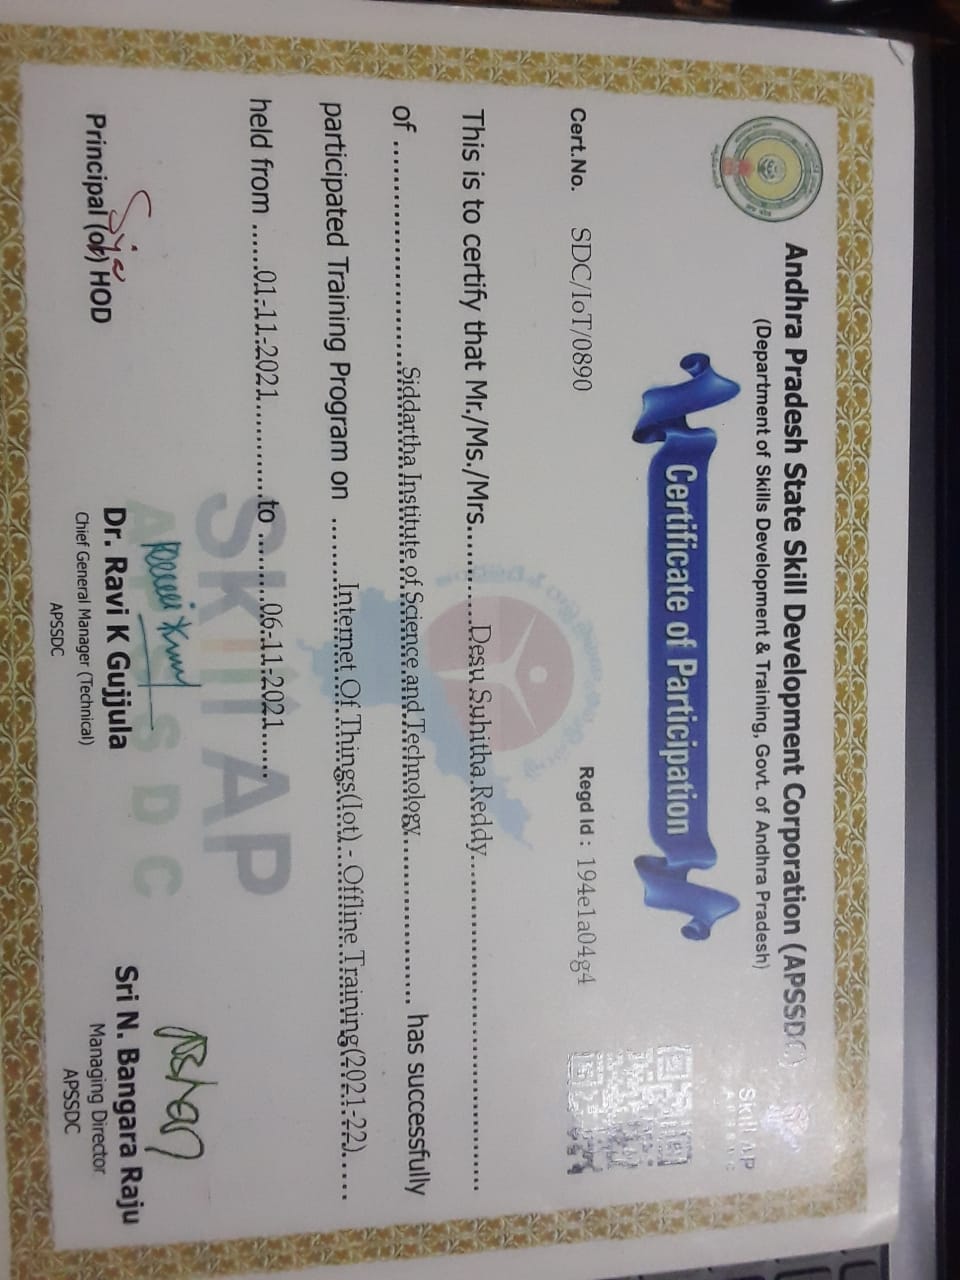 Andhra Pradesh State Skill Development Corporation (APSSDC)
(Department of Skills Development & Training, Govt. of Andhra Pradesh)
Skill AP
APSSDC
Certificate of Participation
Cert.No. SDC/IoT/0890
Regd Id : 194e1a04g4
This is to certify that Mr./Ms./Mrs...........Desu Suhitha Reddy......................................
of .........................Siddartha Institute of Science and Technology................... has successfully
participated Training Program on ........Internet Of Things(Iot) - Offline Training(2021-22)......
held from ......01-11-2021............to .........06-11-2021......
Skill AP
APSSDC
Principal (or) HOD
Dr. Ravi K Gujjula
Chief General Manager (Technical)
APSSDC
Sri N. Bangara Raju
Managing Director
APSSDC